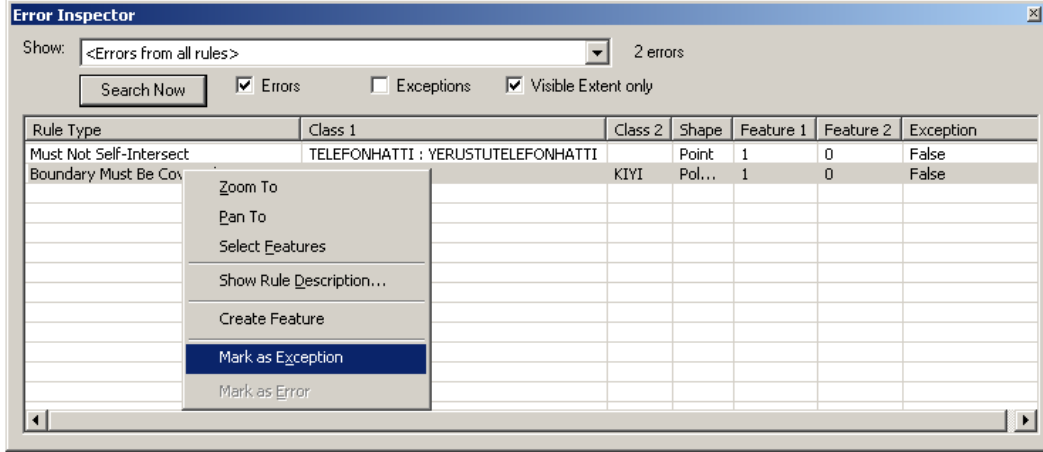 Error Inspector
Show: <Errors from all rules> 2 errors
Search Now Errors Exceptions Visible Extent only
Rule Type Class 1 Class 2 Shape Feature 1 Feature 2 Exception
Must Not Self-Intersect TELEFONHATTI : YERUSTUTELEFONHATTI Point 1 0 False
Boundary Must Be KIYI Pol... 1 0 False
Zoom To
Pan To
Select Features
Show Rule Description...
Create Feature
Mark as Exception
Mark as Error